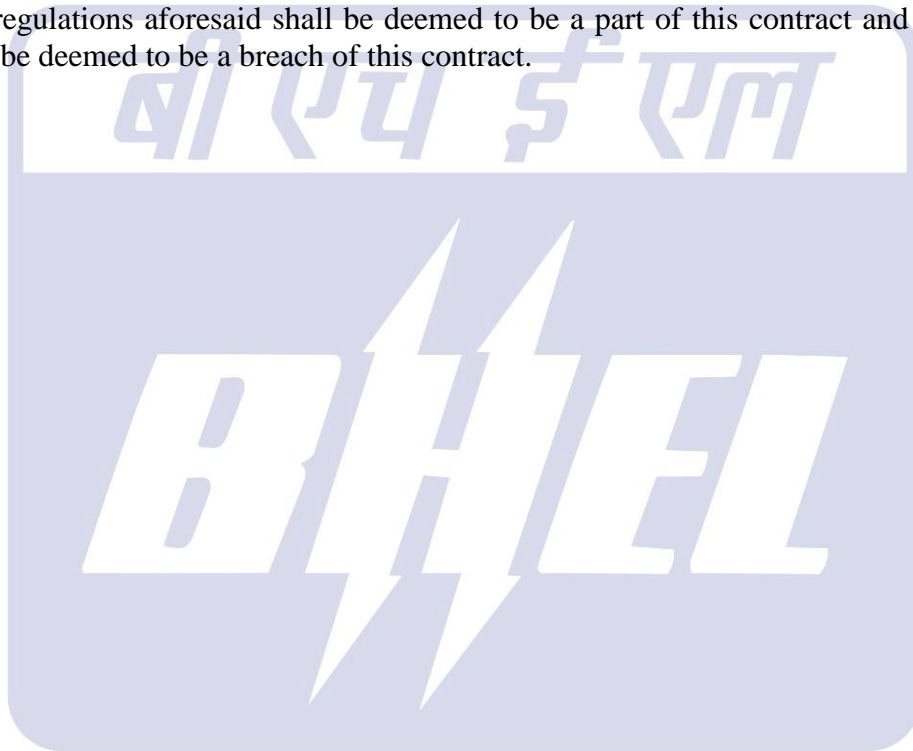 regulations aforesaid shall be deemed to be a part of this contract and
be deemed to be a breach of this contract.
बी एच ई एल
BHEL